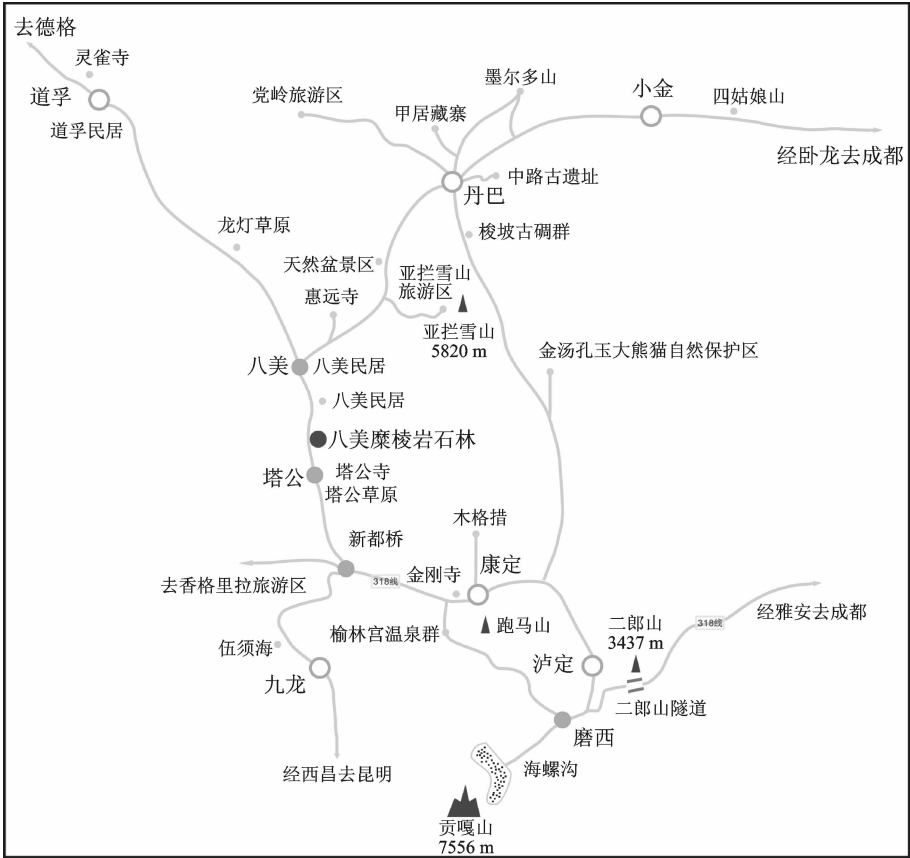 去德格
灵雀寺
道孚
道孚民居
党岭旅游区
甲居藏寨
墨尔多山
小金
四姑娘山
经卧龙去成都
中路古遗址
丹巴
梭坡古碉群
龙灯草原
天然盆景区
惠远寺
亚拦雪山
旅游区
亚拦雪山
5820 m
金汤孔玉大熊猫自然保护区
八美
八美民居
八美民居
八美糜棱岩石林
塔公
塔公寺
塔公草原
新都桥
木格措
康定
去香格里拉旅游区
318线
金刚寺
榆林宫温泉群
跑马山
二郎山
3437 m
318线
经雅安去成都
伍须海
九龙
泸定
二郎山隧道
磨西
经西昌去昆明
海螺沟
贡嘎山
7556 m